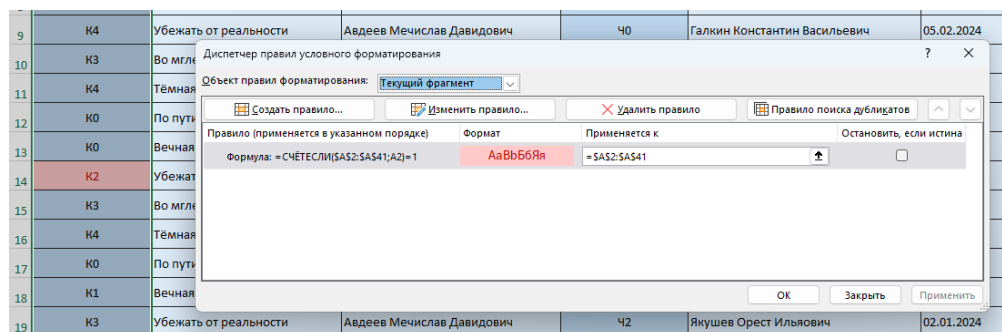 9 К4 Убежать от реальности Авдеев Мечислав Давидович Ч0 Галкин Константин Васильевич 05.02.2024
Диспетчер правил условного форматирования ? ×
10 К3 Во мгле
Объект правил форматирования: Текущий фрагмент
11 К4 Тёмная
Создать правило... Изменить правило... Удалить правило Правило поиска дубликатов
12 К0 По пути
Правило (применяется в указанном порядке) Формат Применяется к Остановить, если истина
13 К0 Вечная
Формула: =СЧЁТЕСЛИ($A$2:$A$41;A2)=1 АаВbБбЯя =$A$2:$A$41
14 К2 Убежат
15 К3 Во мгле
16 К4 Тёмная
17 К0 По пути
18 К1 Вечная
ОК Закрыть Применить
19 К3 Убежать от реальности Авдеев Мечислав Давидович Ч2 Якушев Орест Ильяович 02.01.2024